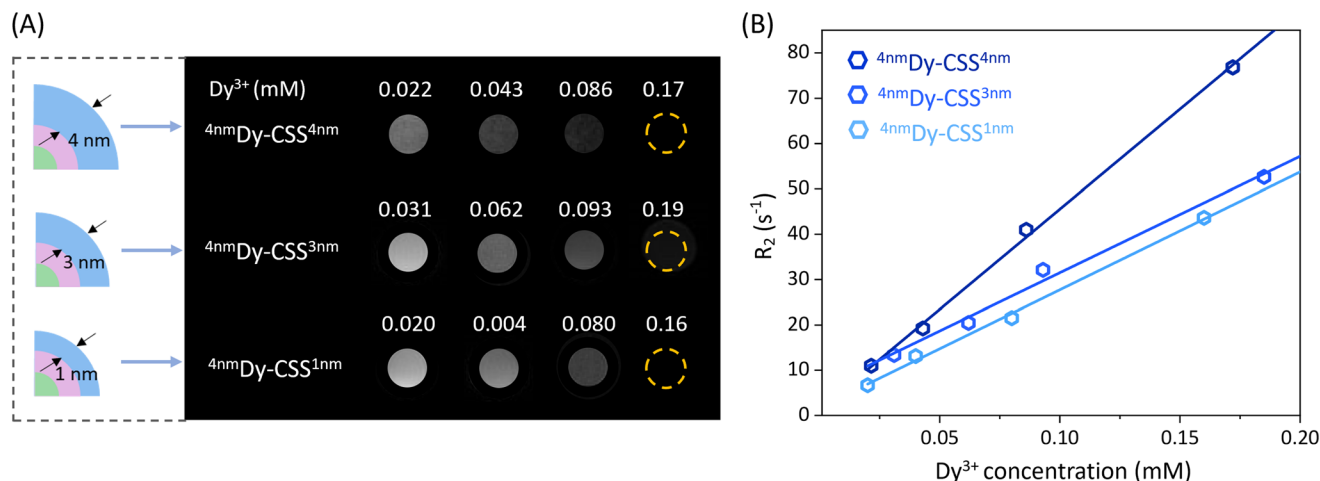 (A)
Dy³⁺ (mM) 0.022 0.043 0.086 0.17
⁴ⁿᵐDy-CSS⁴ⁿᵐ
4 nm
0.031 0.062 0.093 0.19
⁴ⁿᵐDy-CSS³ⁿᵐ
3 nm
0.020 0.004 0.080 0.16
⁴ⁿᵐDy-CSS¹ⁿᵐ
1 nm
(B)
⁴ⁿᵐDy-CSS⁴ⁿᵐ
⁴ⁿᵐDy-CSS³ⁿᵐ
⁴ⁿᵐDy-CSS¹ⁿᵐ
R₂ (s⁻¹)
80
70
60
50
40
30
20
10
0
0.05 0.10 0.15 0.20
Dy³⁺ concentration (mM)